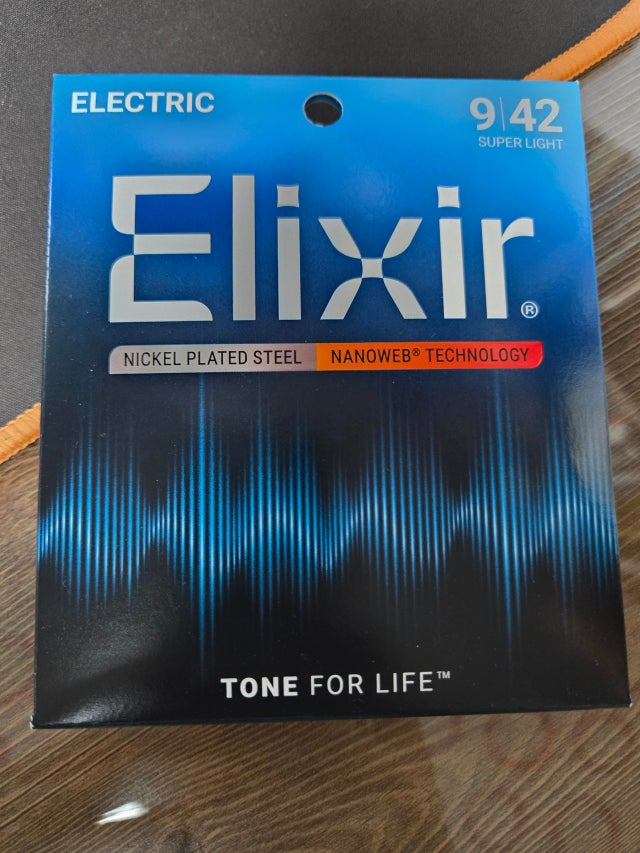 ELECTRIC
9|42
SUPER LIGHT
Elixir®
NICKEL PLATED STEEL NANOWEB® TECHNOLOGY
TONE FOR LIFE™